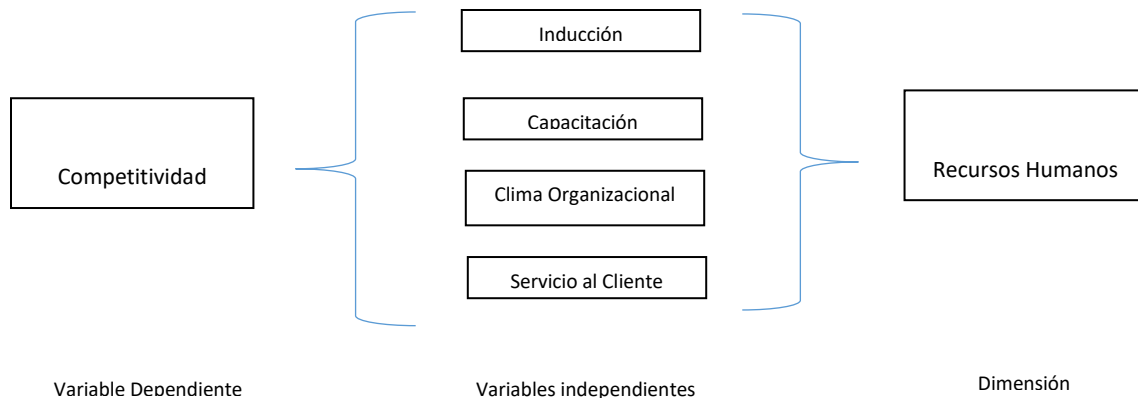 Inducción
Capacitación
Competitividad
Recursos Humanos
Clima Organizacional
Servicio al Cliente
Variable Dependiente
Variables independientes
Dimensión